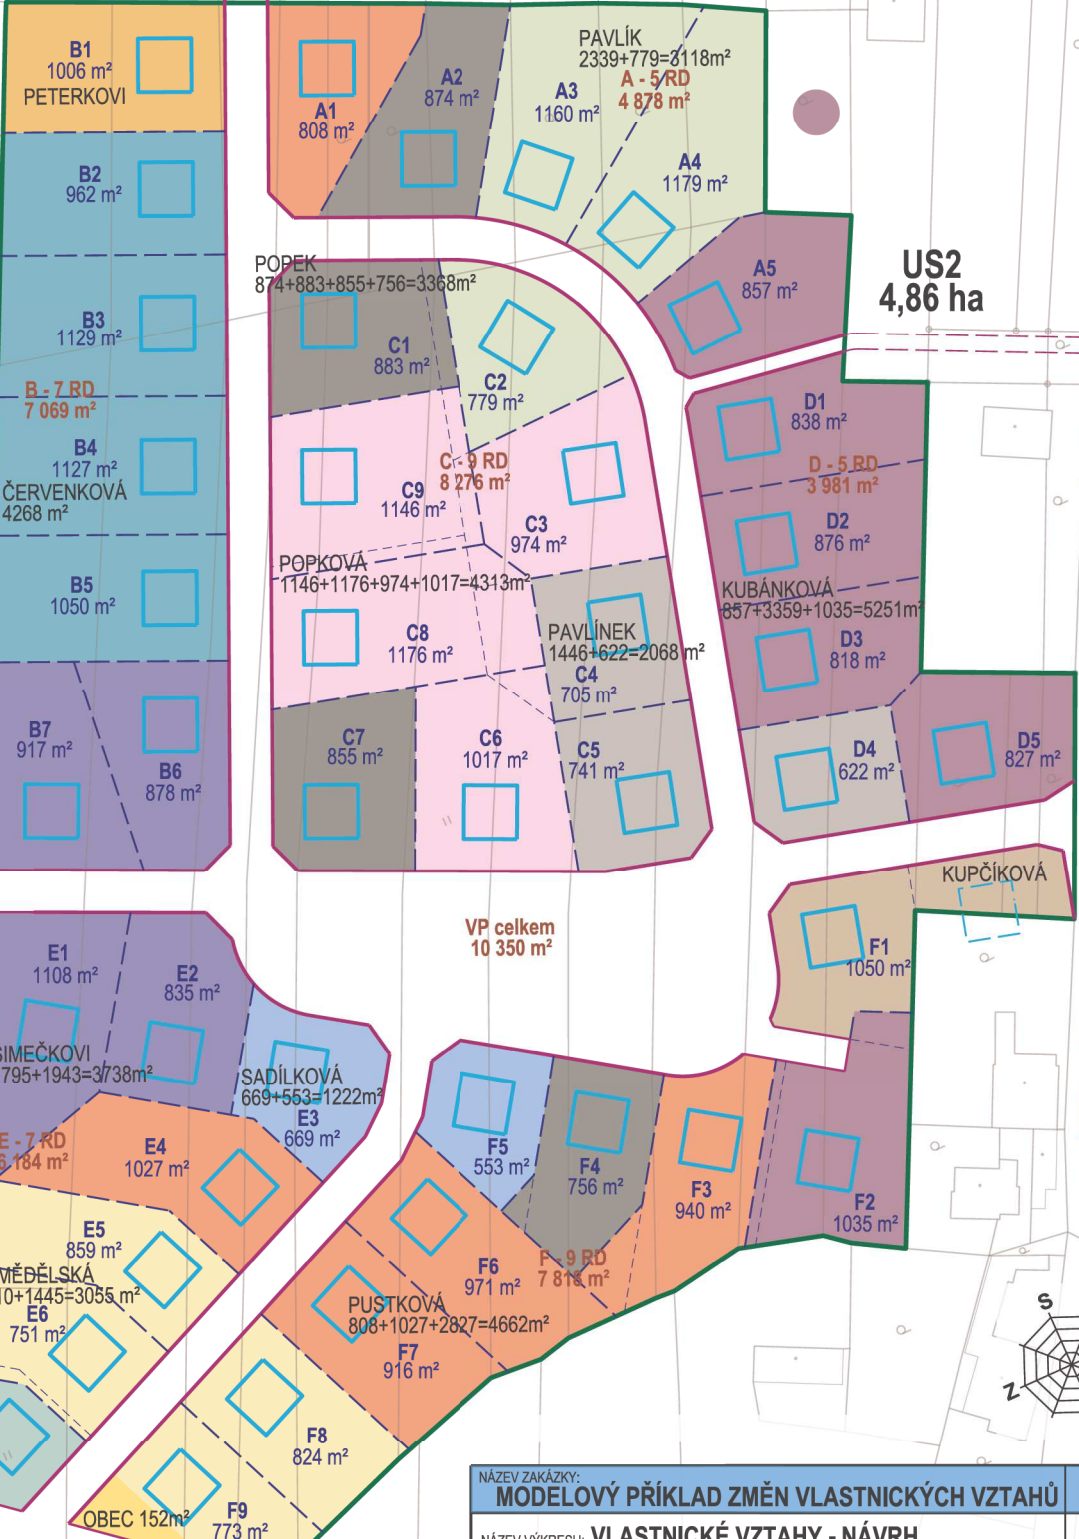 B1
1006 m²
PETERKOVI
B2
962 m²
B3
1129 m²
B - 7 RD
7 069 m²
B4
1127 m²
ČERVENKOVÁ
4268 m²
B5
1050 m²
B7
917 m²
B6
878 m²
A1
808 m²
A2
874 m²
PAVLÍK
2339+779=3118m²
A - 5 RD
4 878 m²
A3
1160 m²
A4
1179 m²
A5
857 m²
US2
4,86 ha
POPEK
874+883+855+756=3368m²
C1
883 m²
C2
779 m²
C - 9 RD
8 276 m²
C9
1146 m²
C3
974 m²
POPKOVÁ
1146+1176+974+1017=4313m²
C8
1176 m²
PAVLÍNEK
1446+622=2068 m²
C4
705 m²
C7
855 m²
C6
1017 m²
C5
741 m²
D1
838 m²
D - 5 RD
3 981 m²
D2
876 m²
KUBÁNKOVÁ
857+3359+1035=5251m²
D3
818 m²
D4
622 m²
D5
827 m²
VP celkem
10 350 m²
KUPČÍKOVÁ
F1
1050 m²
E1
1108 m²
E2
835 m²
SIMEČKOVI
795+1943=3738m²
SADÍLKOVÁ
669+553=1222m²
E3
669 m²
E - 7 RD
6 184 m²
E4
1027 m²
E5
859 m²
MĚDĚLSKÁ
10+1445=3055 m²
E6
751 m²
F5
553 m²
F4
756 m²
F3
940 m²
F2
1035 m²
F - 9 RD
7 818 m²
F6
971 m²
PUSTKOVÁ
808+1027+2827=4662m²
F7
916 m²
F8
824 m²
OBEC 152m²
F9
773 m²
S
Z
NÁZEV ZAKÁZKY:
MODELOVÝ PŘÍKLAD ZMĚN VLASTNICKÝCH VZTAHŮ
NÁZEV VÝKRESU: VLASTNICKÉ VZTAHY - NÁVRH